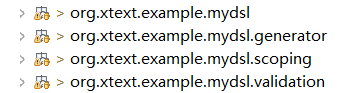 > org.xtext.example.mydsl
> org.xtext.example.mydsl.generator
> org.xtext.example.mydsl.scoping
> org.xtext.example.mydsl.validation